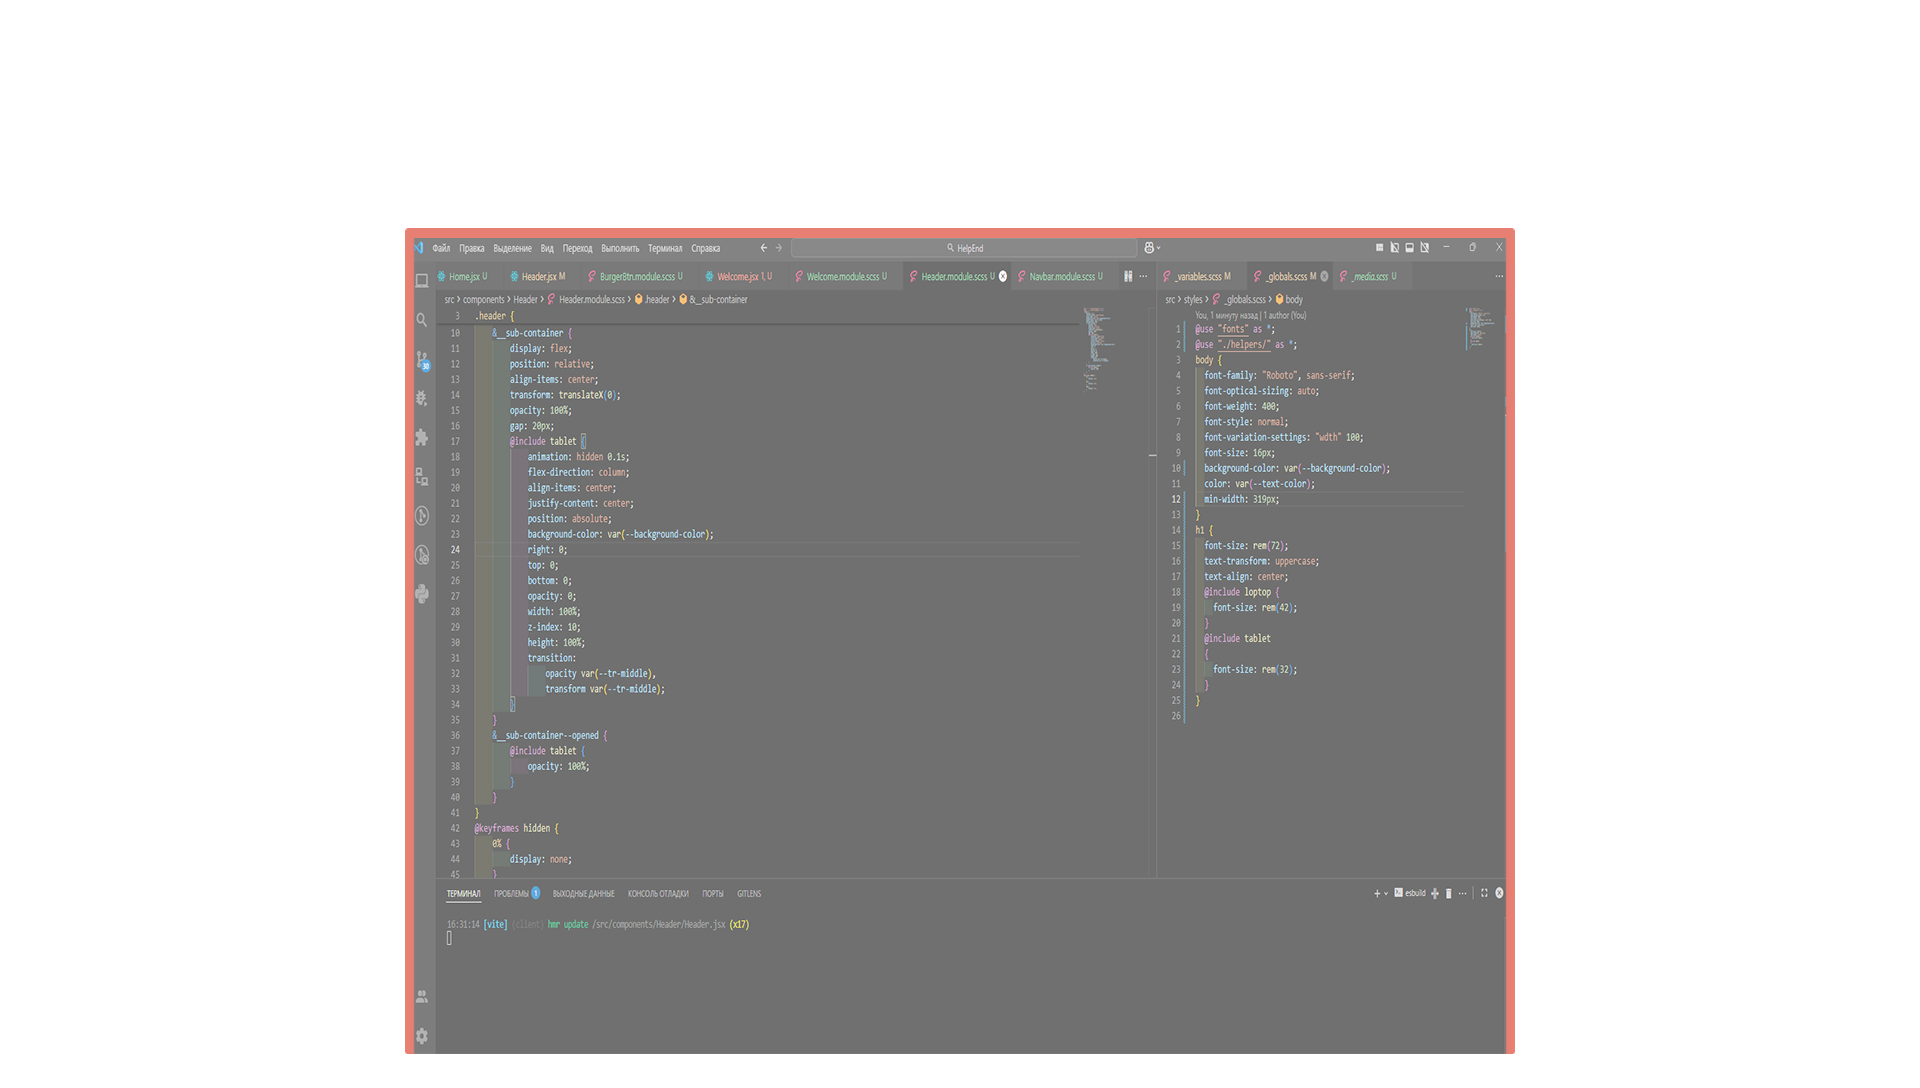 Файл Правка Выделение Вид Переход Выполнить Терминал Справка HelpEnd
Home.jsx U Header.jsx M BurgerBtn.module.scss U Welcome.jsx 1, U Welcome.module.scss U Header.module.scss U Navbar.module.scss U
src > components > Header > Header.module.scss > .header > &__sub-container
3 .header {
10 &__sub-container {
11 display: flex;
12 position: relative;
13 align-items: center;
14 transform: translateX(0);
15 opacity: 100%;
16 gap: 20px;
17 @include tablet {
18 animation: hidden 0.1s;
19 flex-direction: column;
20 align-items: center;
21 justify-content: center;
22 position: absolute;
23 background-color: var(--background-color);
24 right: 0;
25 top: 0;
26 bottom: 0;
27 opacity: 0;
28 width: 100%;
29 z-index: 10;
30 height: 100%;
31 transition:
32 opacity var(--tr-middle),
33 transform var(--tr-middle);
34 }
35 }
36 &__sub-container--opened {
37 @include tablet {
38 opacity: 100%;
39 }
40 }
41 }
42 @keyframes hidden {
43 0% {
44 display: none;
45 }
_variables.scss M _globals.scss M _media.scss U
src > styles > _globals.scss > body
You, 1 минуту назад | 1 author (You)
1 @use "fonts" as *;
2 @use "./helpers/" as *;
3 body {
4 font-family: "Roboto", sans-serif;
5 font-optical-sizing: auto;
6 font-weight: 400;
7 font-style: normal;
8 font-variation-settings: "wdth" 100;
9 font-size: 16px;
10 background-color: var(--background-color);
11 color: var(--text-color);
12 min-width: 319px;
13 }
14 h1 {
15 font-size: rem(72);
16 text-transform: uppercase;
17 text-align: center;
18 @include loptop {
19 font-size: rem(42);
20 }
21 @include tablet
22 {
23 font-size: rem(32);
24 }
25 }
26
30
ТЕРМИНАЛ ПРОБЛЕМЫ 1 ВЫХОДНЫЕ ДАННЫЕ КОНСОЛЬ ОТЛАДКИ ПОРТЫ GITLENS esbuild
16:31:14 [vite] (client) hmr update /src/components/Header/Header.jsx (x17)